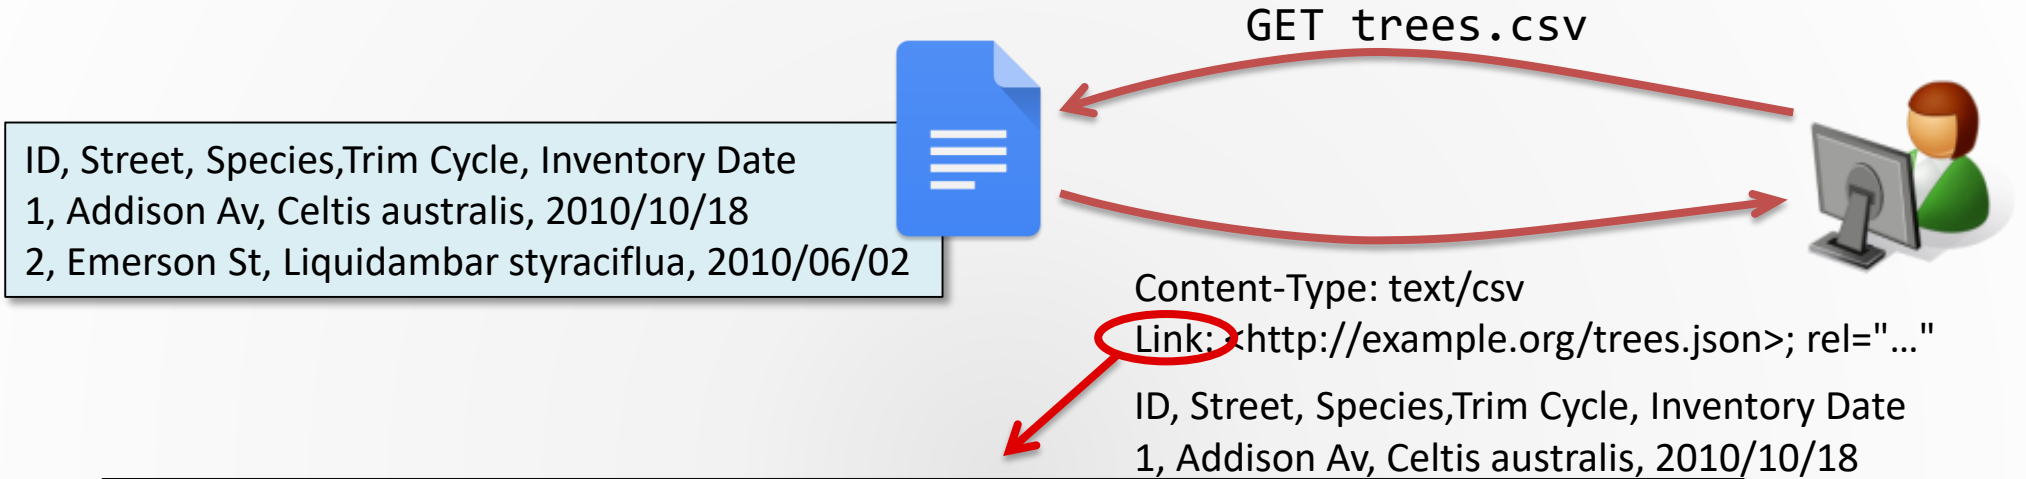 GET trees.csv
ID, Street, Species,Trim Cycle, Inventory Date
1, Addison Av, Celtis australis, 2010/10/18
2, Emerson St, Liquidambar styraciflua, 2010/06/02
Content-Type: text/csv
Link: <http://example.org/trees.json>; rel="…"
ID, Street, Species,Trim Cycle, Inventory Date
1, Addison Av, Celtis australis, 2010/10/18